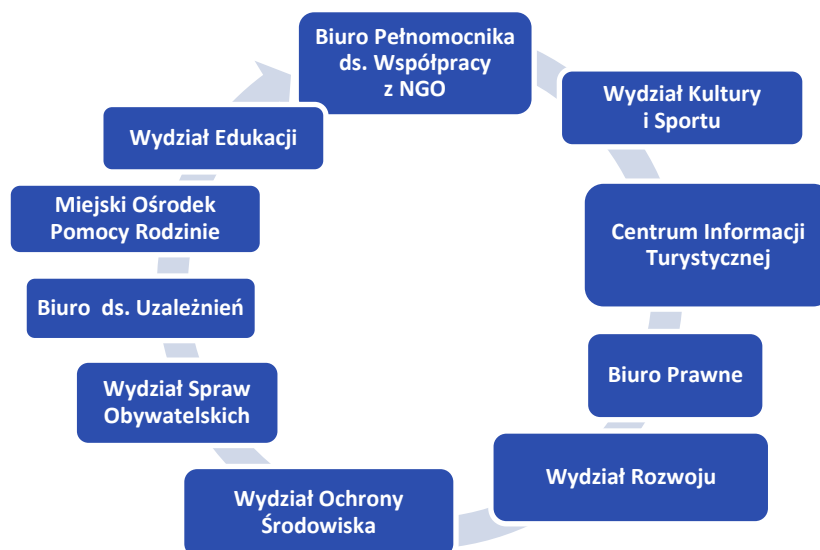 Biuro Pełnomocnika
ds. Współpracy
z NGO
Wydział Kultury
i Sportu
Centrum Informacji
Turystycznej
Biuro Prawne
Wydział Rozwoju
Wydział Ochrony
Środowiska
Wydział Spraw
Obywatelskich
Biuro ds. Uzależnień
Miejski Ośrodek
Pomocy Rodzinie
Wydział Edukacji